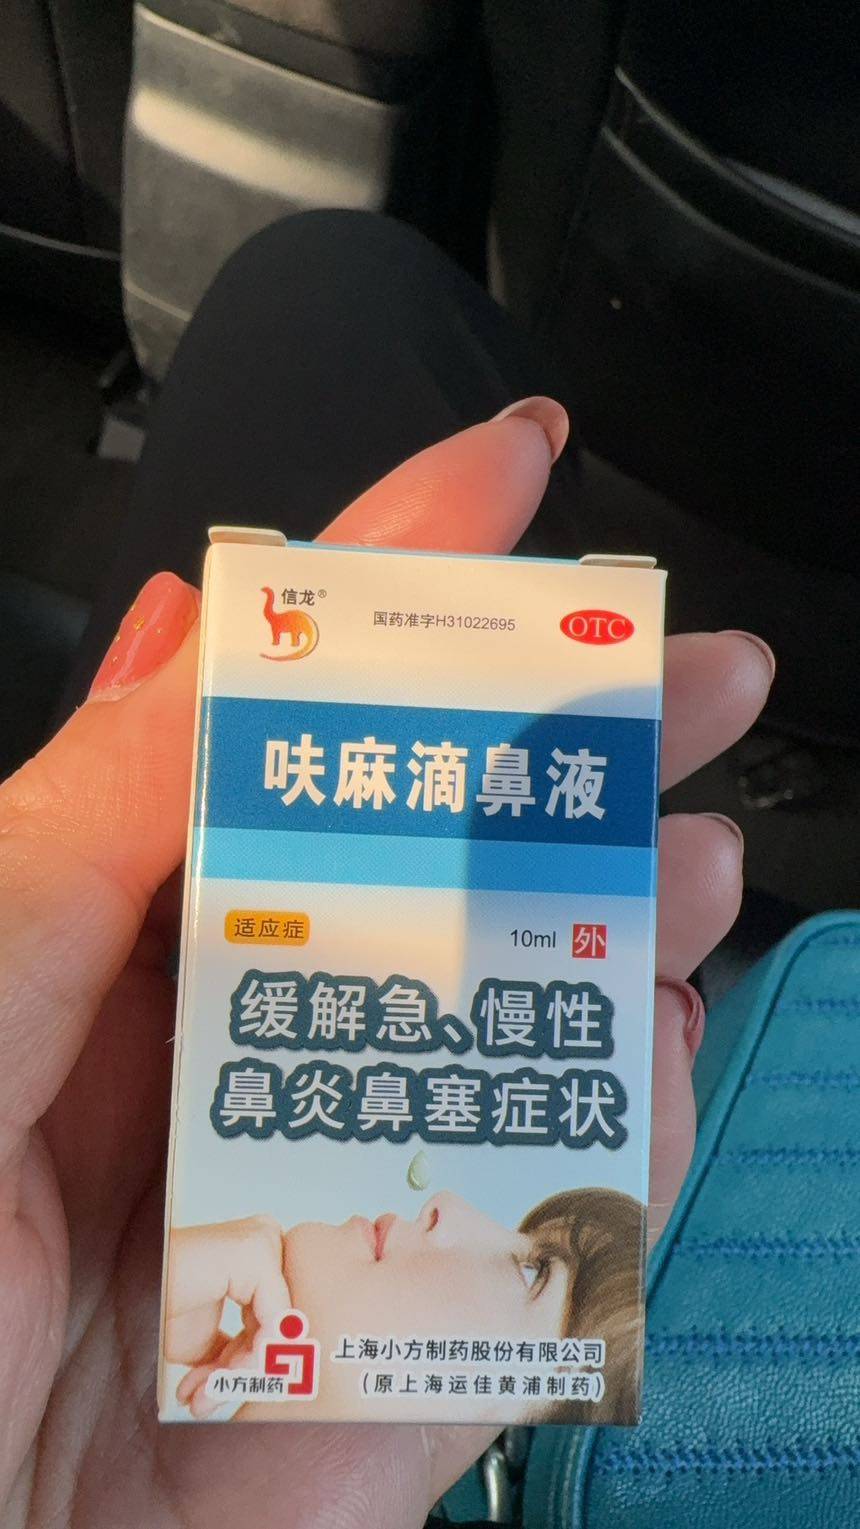 信龙®
国药准字H31022695
OTC
呋麻滴鼻液
适应症
10ml 外
缓解急、慢性
鼻炎鼻塞症状
小方制药
上海小方制药股份有限公司
(原上海运佳黄浦制药)